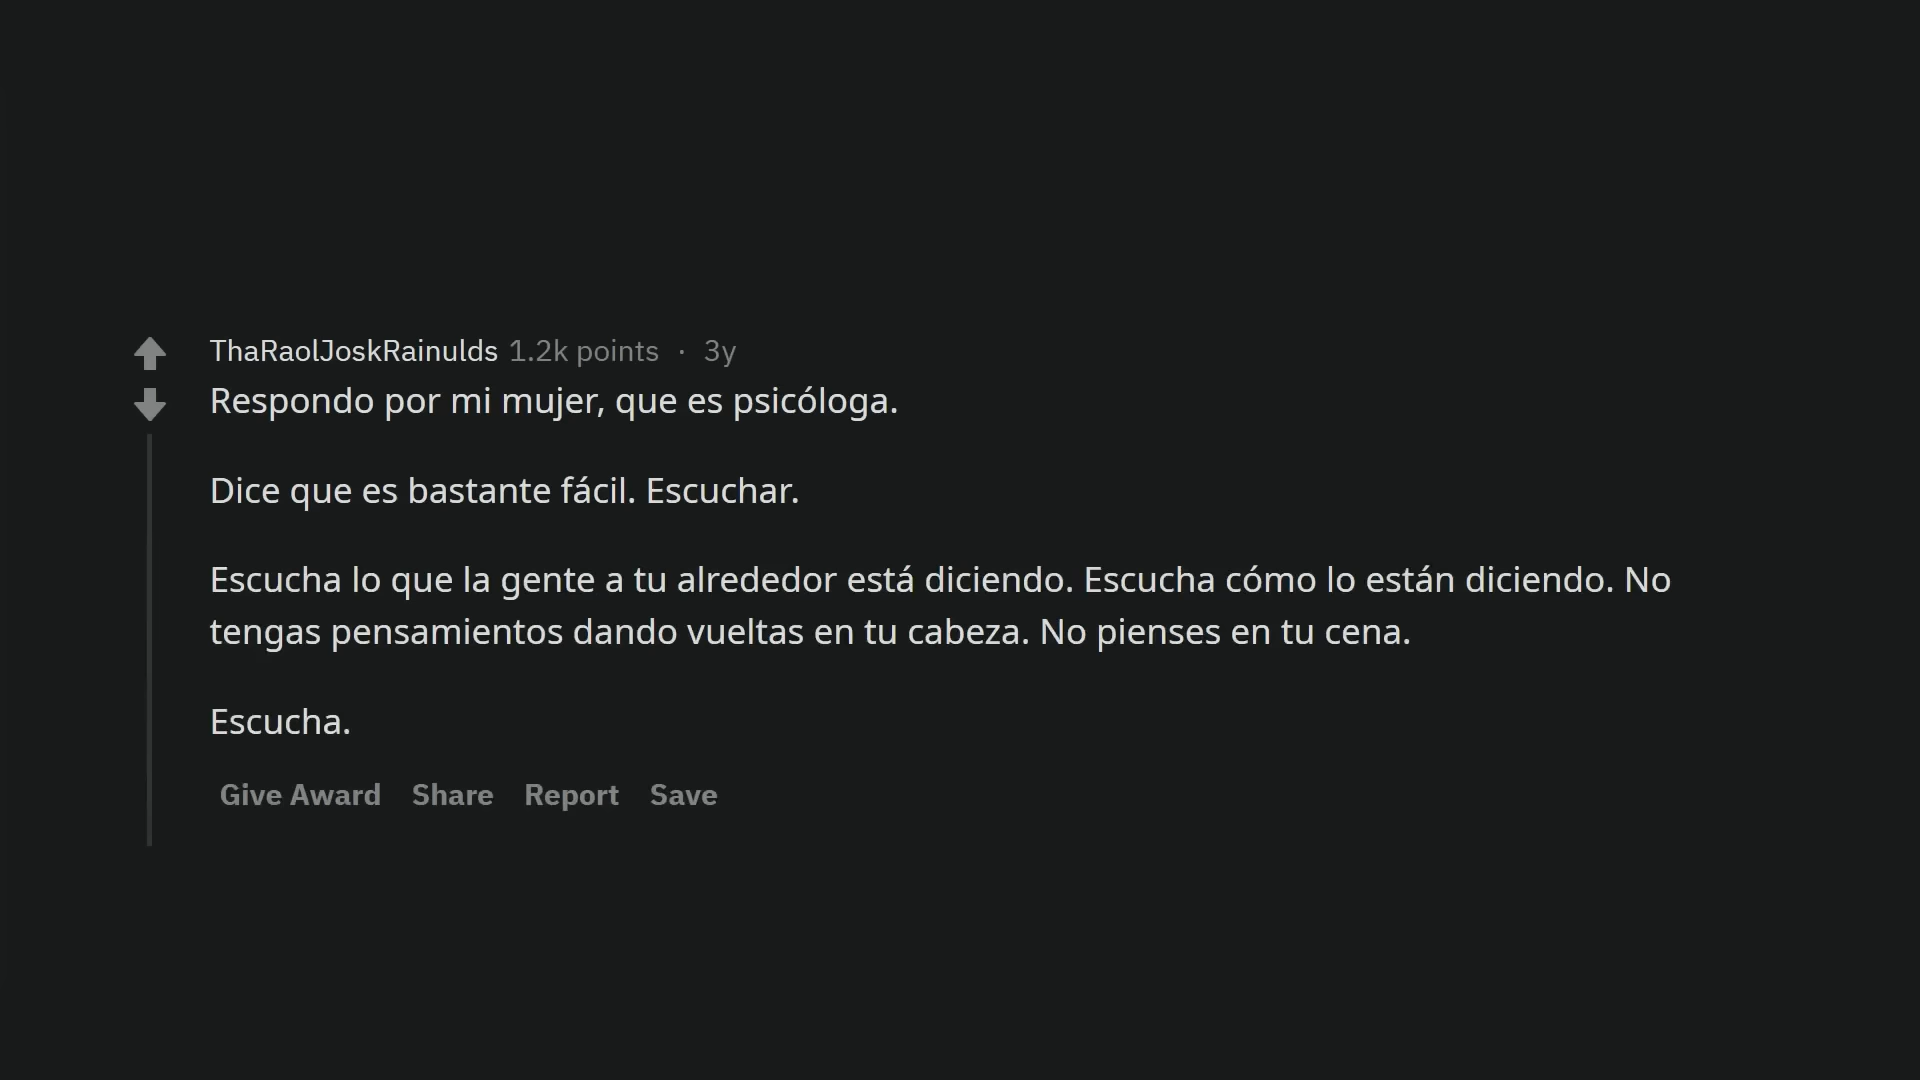 ThaRaolJoskRainulds 1.2k points · 3y
Respondo por mi mujer, que es psicóloga.
Dice que es bastante fácil. Escuchar.
Escucha lo que la gente a tu alrededor está diciendo. Escucha cómo lo están diciendo. No
tengas pensamientos dando vueltas en tu cabeza. No pienses en tu cena.
Escucha.
Give Award Share Report Save